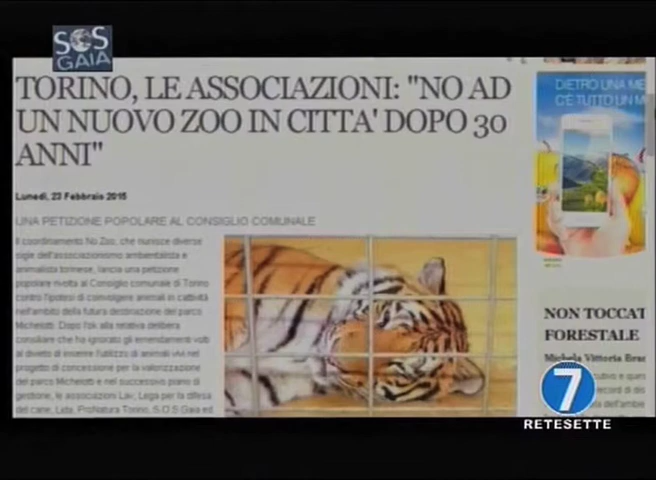 SOS
GAIA
TORINO, LE ASSOCIAZIONI: "NO AD
UN NUOVO ZOO IN CITTA' DOPO 30
ANNI"
Lunedì, 23 Febbraio 2015
UNA PETIZIONE POPOLARE AL CONSIGLIO COMUNALE
Il coordinamento No Zoo, che riunisce diverse
sigle dell'associazionismo ambientalista e
animalista torinese, lancia una petizione
popolare rivolta al Consiglio comunale di Torino
contro l'ipotesi di coinvolgere animali in cattività
nell'ambito della futura destinazione del parco
Michelotti. Dopo l'ok alla relativa delibera
consiliare che ha ignorato gli emendamenti volti
al divieto di inserire l'utilizzo di animali vivi nel
progetto di concessione per la valorizzazione
del parco Michelotti e nel successivo piano di
gestione, le associazioni Lav, Lega per la difesa
del cane, Lida, ProNatura Torino, S.O.S Gaia ed
DIETRO UNA ME
C'È TUTTO UN M
NON TOCCAT
FORESTALE
Michela Vittoria Bra
7
RETESETTE